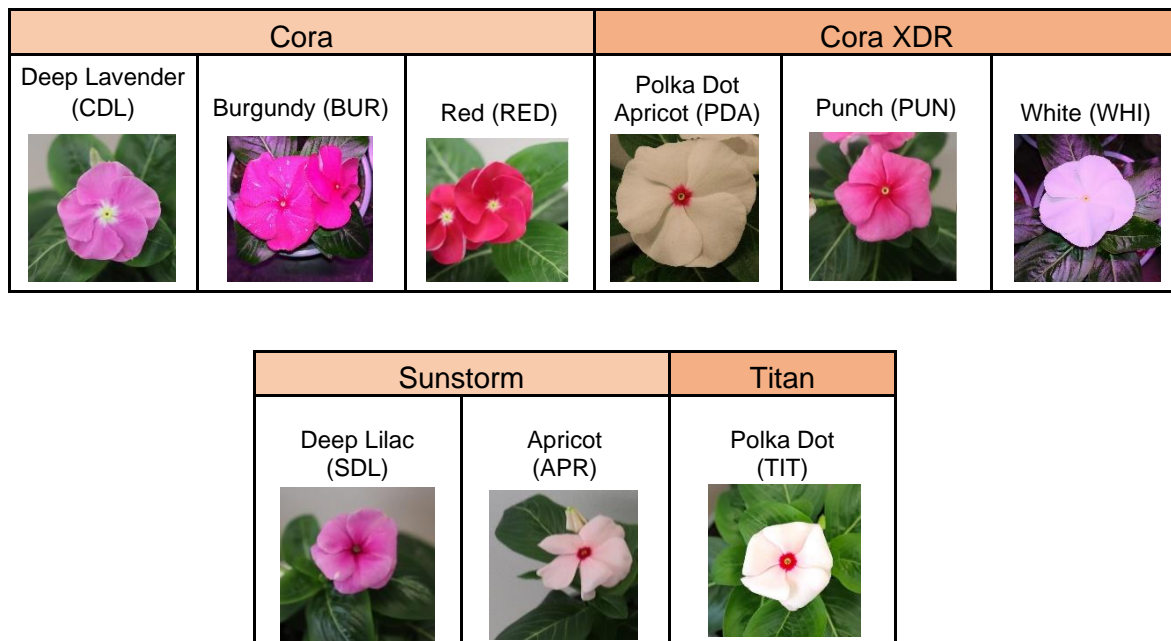 Cora
Cora XDR
Deep Lavender
(CDL)
Burgundy (BUR)
Red (RED)
Polka Dot
Apricot (PDA)
Punch (PUN)
White (WHI)
Sunstorm
Titan
Deep Lilac
(SDL)
Apricot
(APR)
Polka Dot
(TIT)